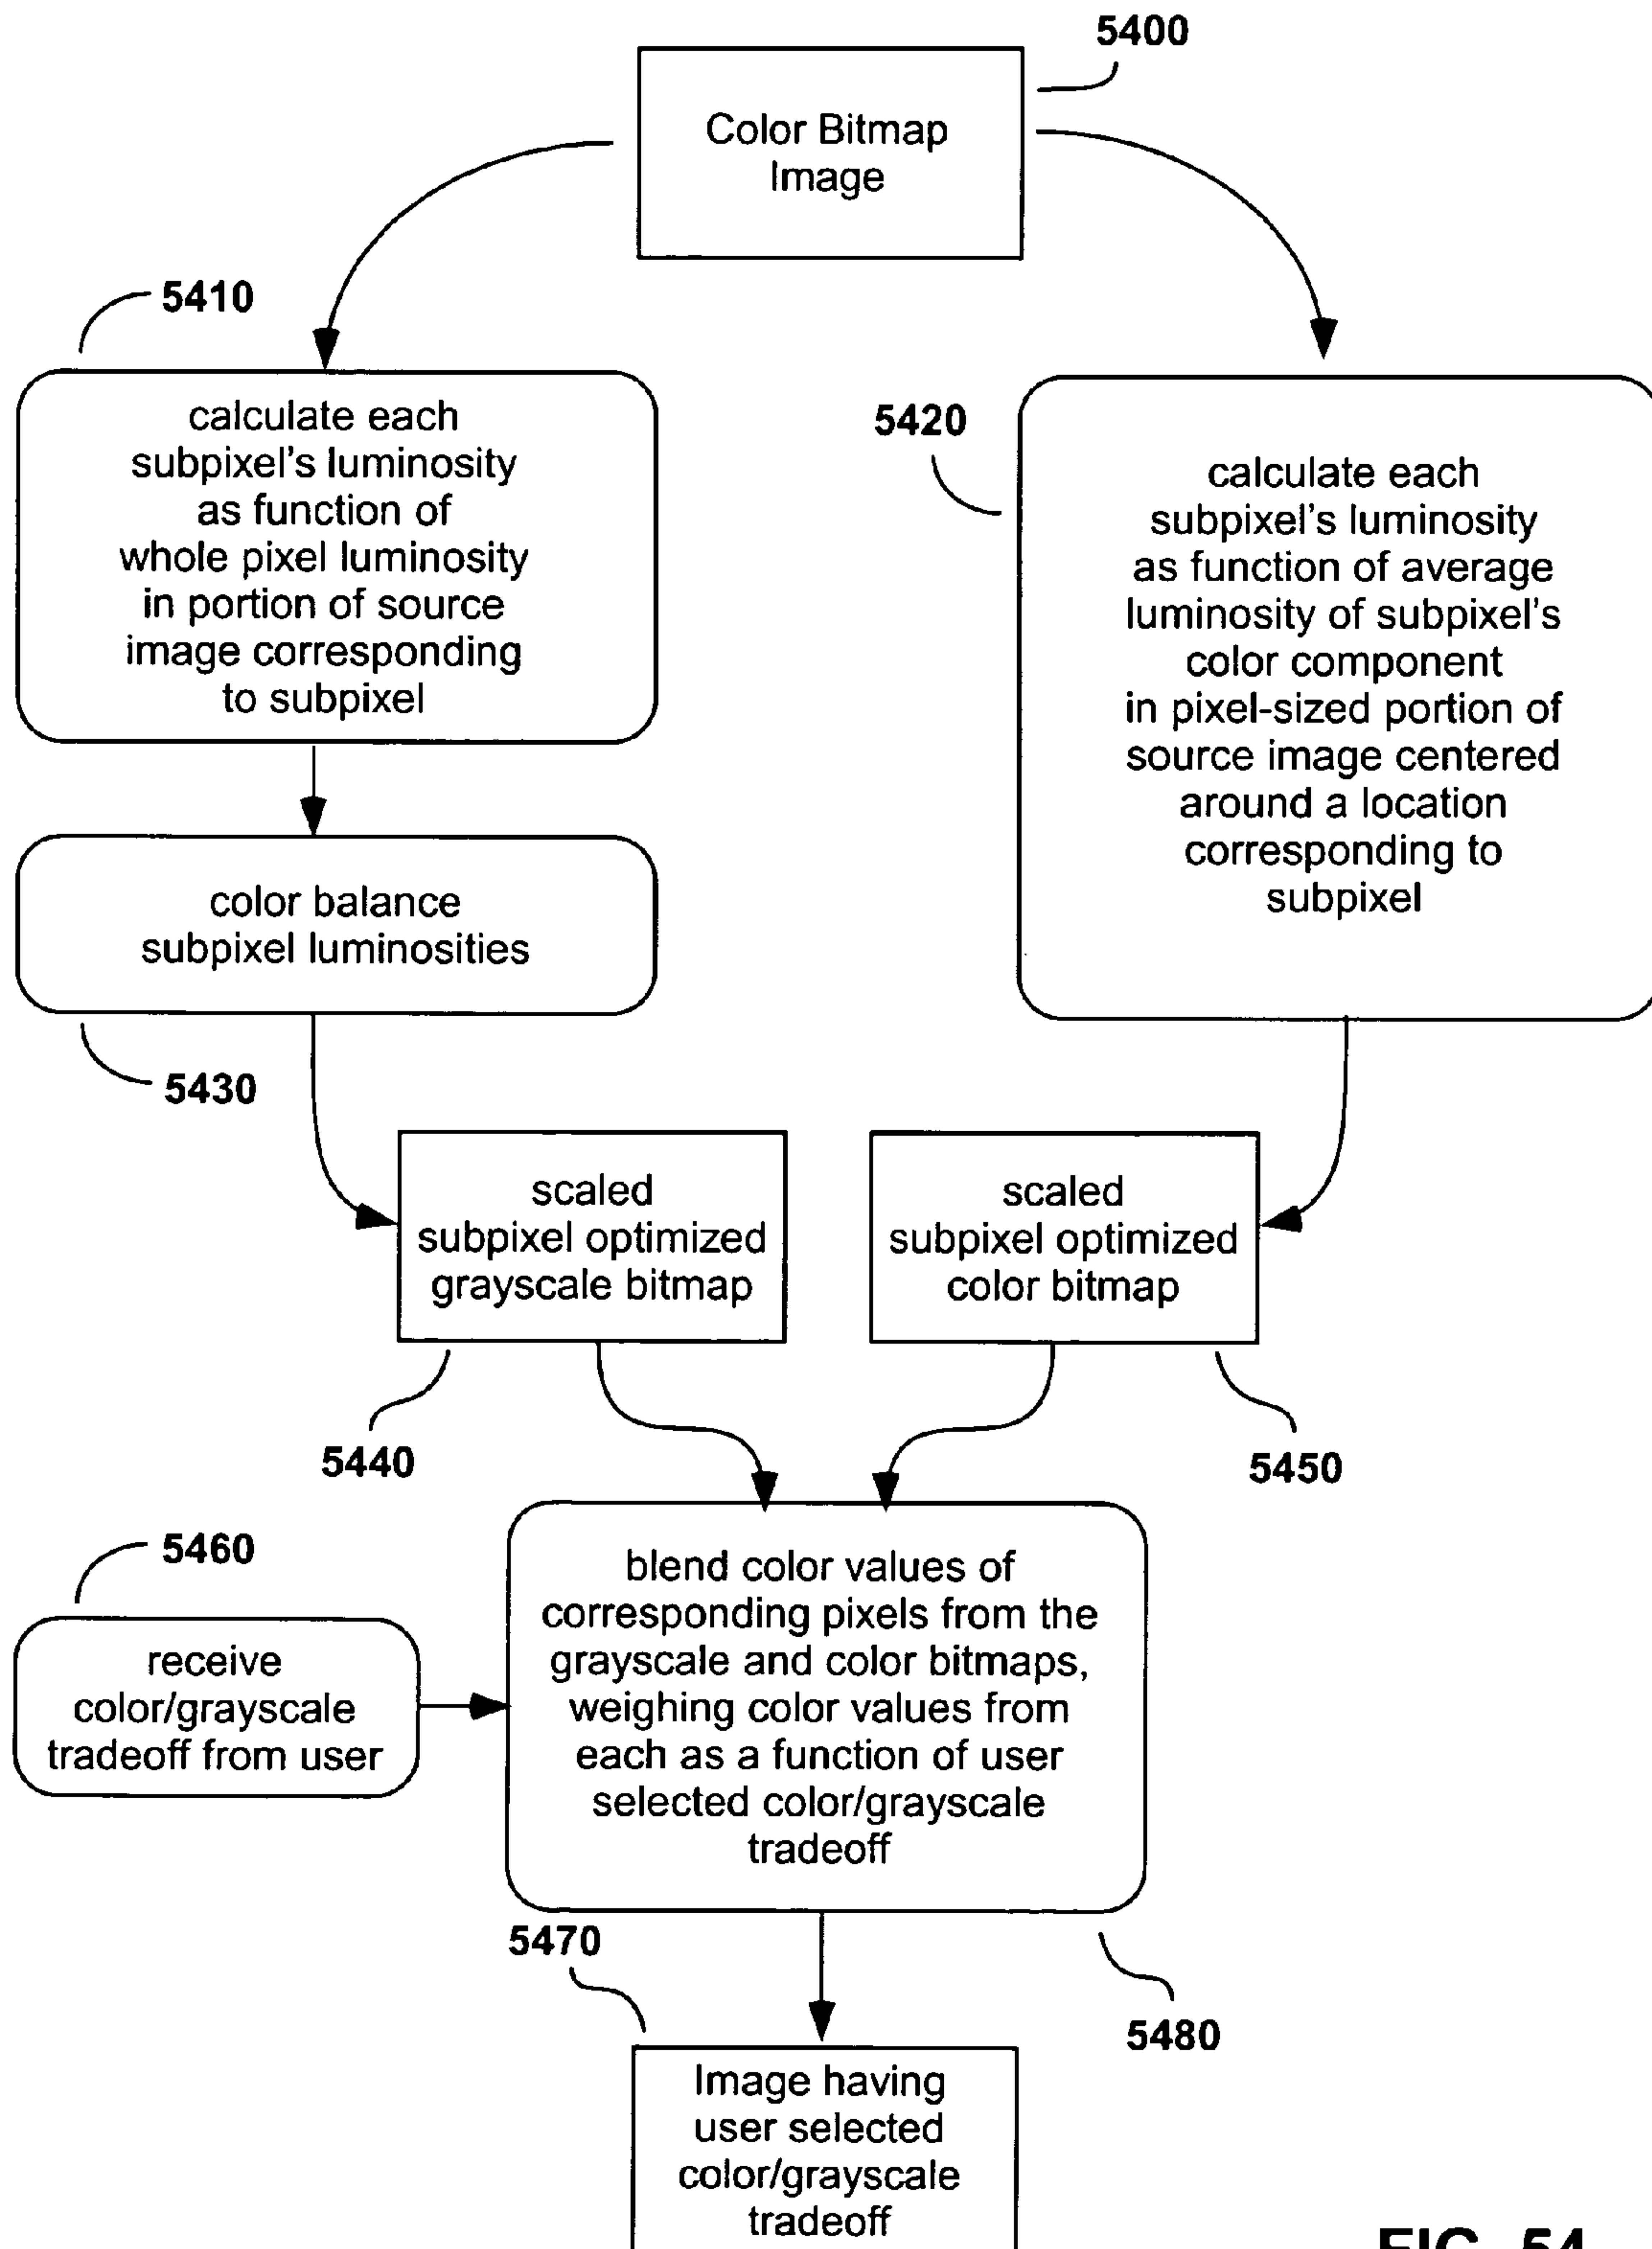 5400
Color Bitmap
Image
5410
calculate each
subpixel's luminosity
as function of
whole pixel luminosity
in portion of source
image corresponding
to subpixel
5420
calculate each
subpixel's luminosity
as function of average
luminosity of subpixel's
color component
in pixel-sized portion of
source image centered
around a location
corresponding to
subpixel
color balance
subpixel luminosities
5430
scaled
subpixel optimized
grayscale bitmap
scaled
subpixel optimized
color bitmap
5440
5450
5460
receive
color/grayscale
tradeoff from user
blend color values of
corresponding pixels from the
grayscale and color bitmaps,
weighing color values from
each as a function of user
selected color/grayscale
tradeoff
5470
5480
Image having
user selected
color/grayscale
tradeoff
FIG. 54